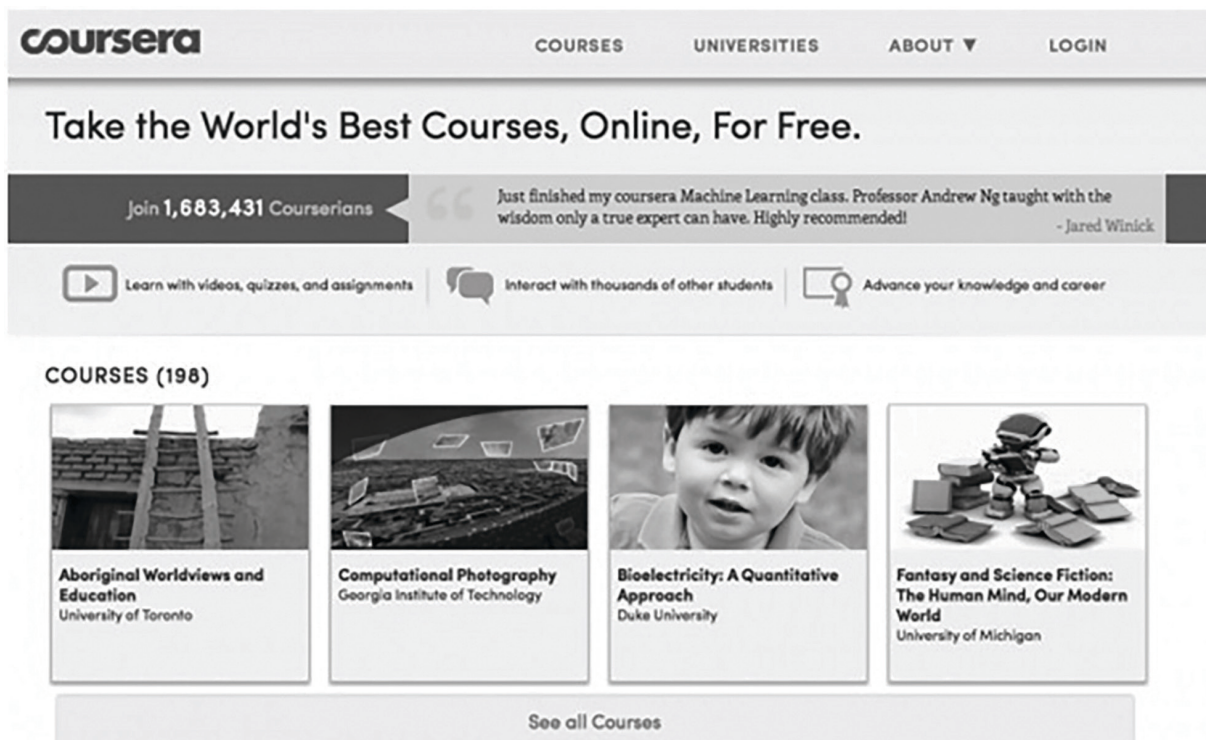 coursera
COURSES UNIVERSITIES ABOUT ▼ LOGIN
Take the World's Best Courses, Online, For Free.
Join 1,683,431 Courserians
“ Just finished my coursera Machine Learning class. Professor Andrew Ng taught with the
wisdom only a true expert can have. Highly recommended!
- Jared Winick
Learn with videos, quizzes, and assignments
Interact with thousands of other students
Advance your knowledge and career
COURSES (198)
Aboriginal Worldviews and
Education
University of Toronto
Computational Photography
Georgia Institute of Technology
Bioelectricity: A Quantitative
Approach
Duke University
Fantasy and Science Fiction:
The Human Mind, Our Modern
World
University of Michigan
See all Courses